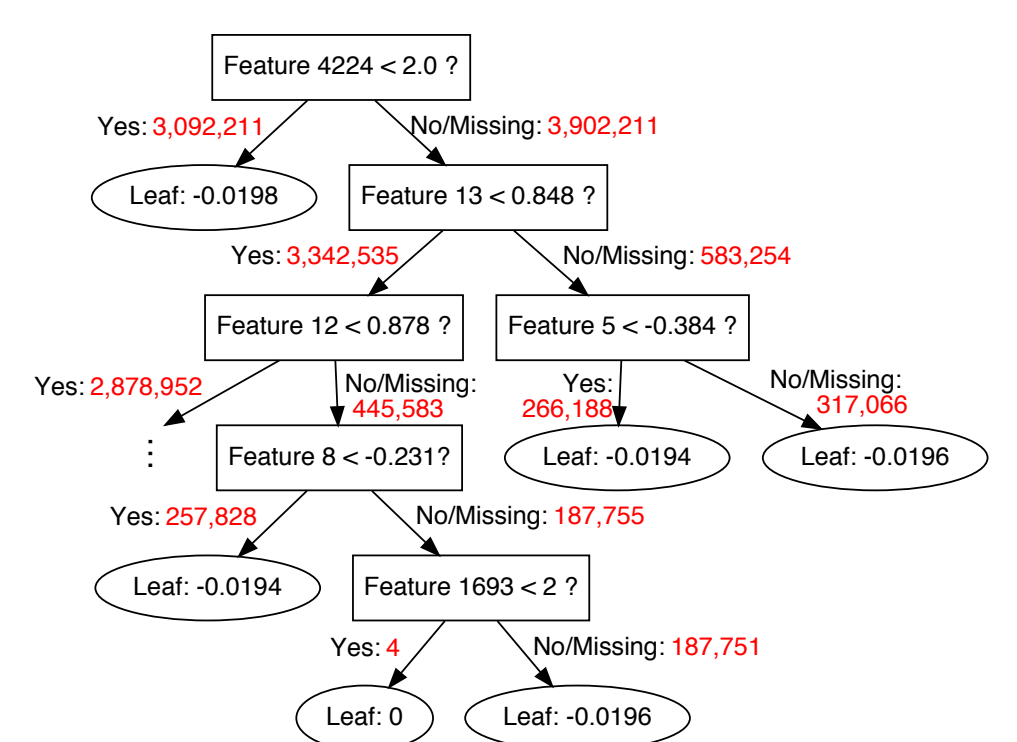 Feature 4224 < 2.0 ?
Yes: 3,092,211
No/Missing: 3,902,211
Leaf: -0.0198
Feature 13 < 0.848 ?
Yes: 3,342,535
No/Missing: 583,254
Feature 12 < 0.878 ?
Feature 5 < -0.384 ?
Yes: 2,878,952
No/Missing:
445,583
Yes:
266,188
No/Missing:
317,066
⋮
Feature 8 < -0.231?
Leaf: -0.0194
Leaf: -0.0196
Yes: 257,828
No/Missing: 187,755
Leaf: -0.0194
Feature 1693 < 2 ?
Yes: 4
No/Missing: 187,751
Leaf: 0
Leaf: -0.0196